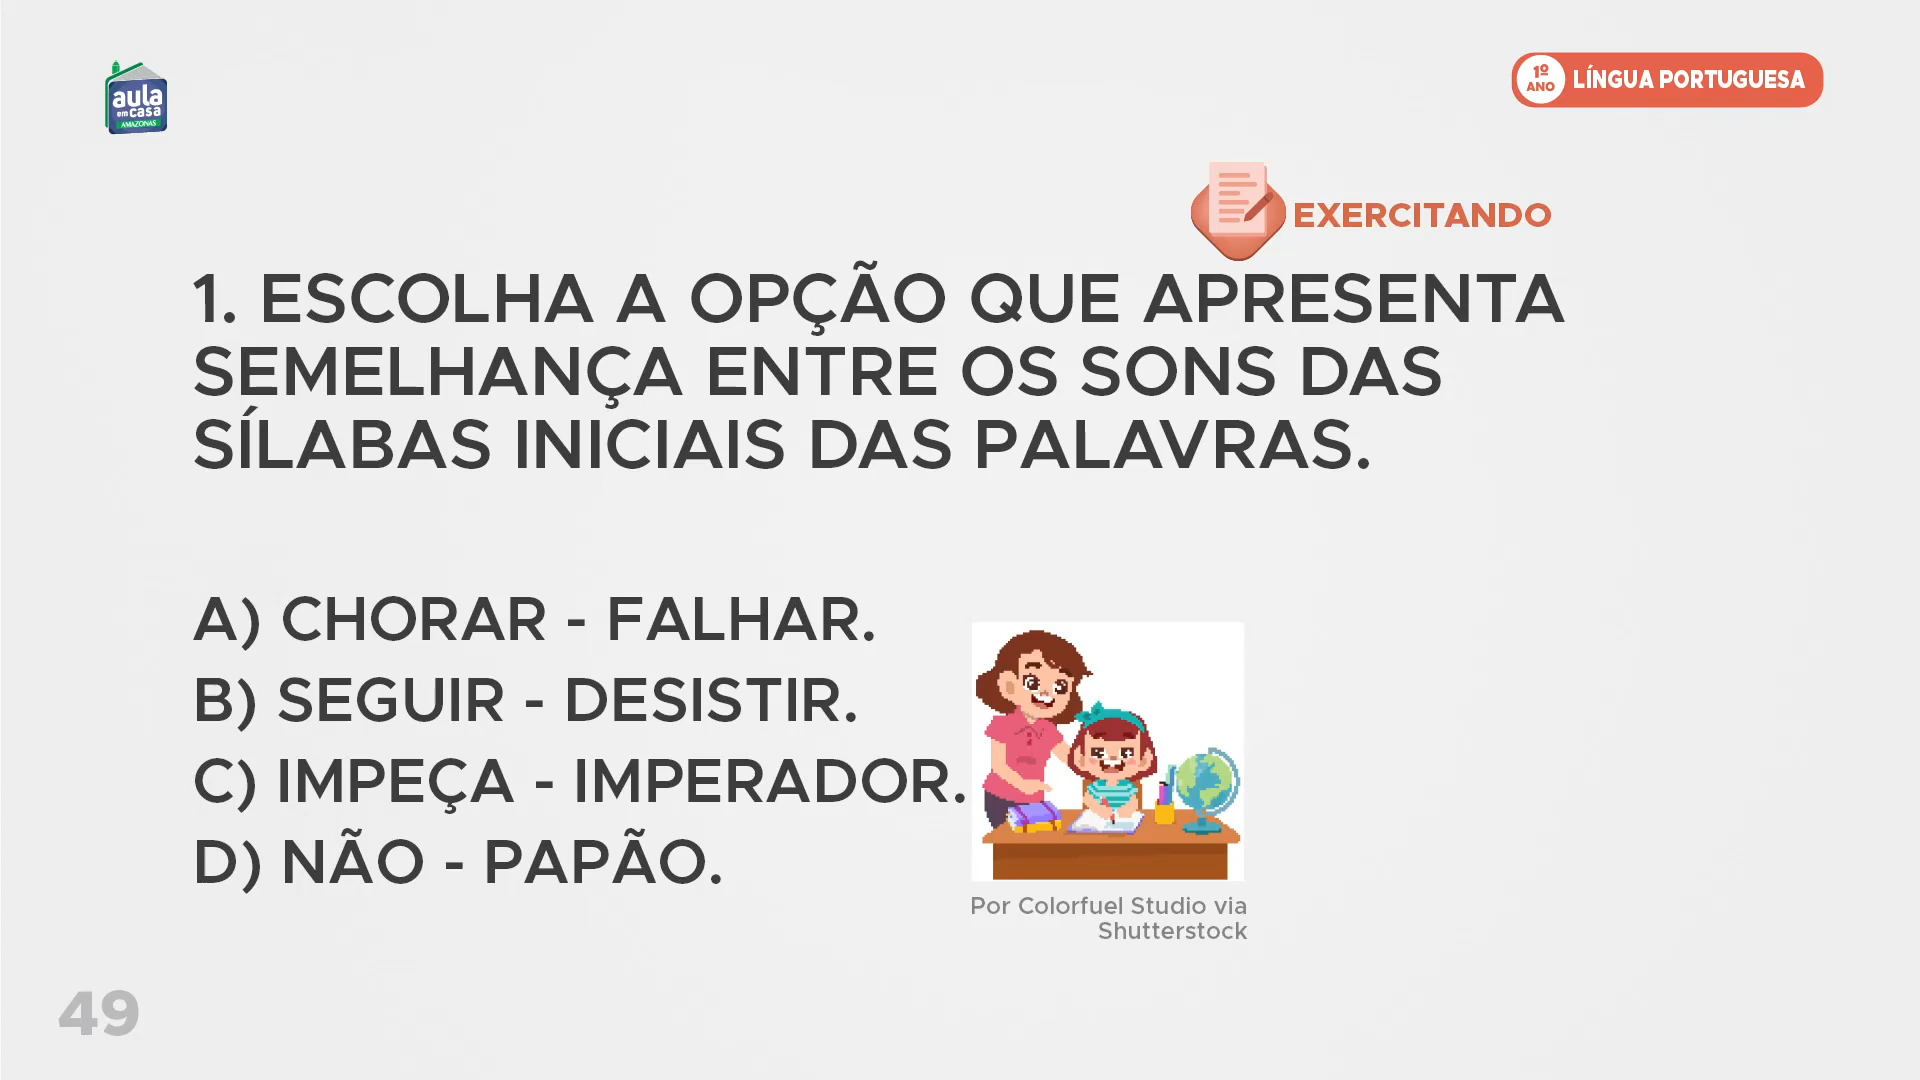 aula
em casa
AMAZONAS
1º
ANO
LÍNGUA PORTUGUESA
EXERCITANDO
1. ESCOLHA A OPÇÃO QUE APRESENTA
SEMELHANÇA ENTRE OS SONS DAS
SÍLABAS INICIAIS DAS PALAVRAS.
A) CHORAR - FALHAR.
B) SEGUIR - DESISTIR.
C) IMPEÇA - IMPERADOR.
D) NÃO - PAPÃO.
Por Colorfuel Studio via
Shutterstock
49